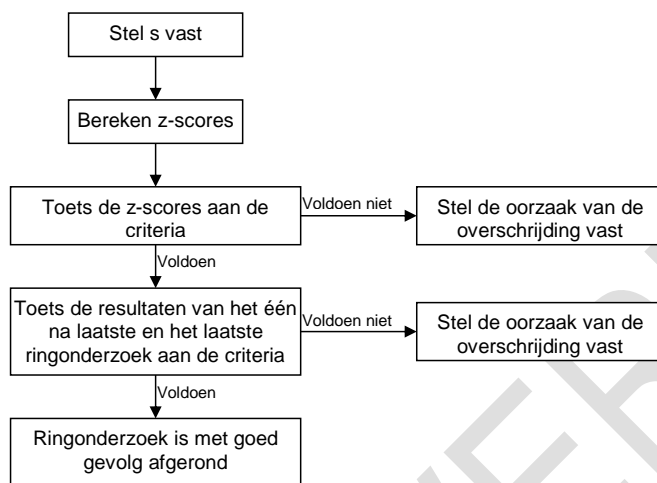 Stel s vast
Bereken z-scores
Toets de z-scores aan de
criteria
Voldoen niet
Stel de oorzaak van de
overschrijding vast
Voldoen
Toets de resultaten van het één
na laatste en het laatste
ringonderzoek aan de criteria
Voldoen niet
Stel de oorzaak van de
overschrijding vast
Voldoen
Ringonderzoek is met goed
gevolg afgerond